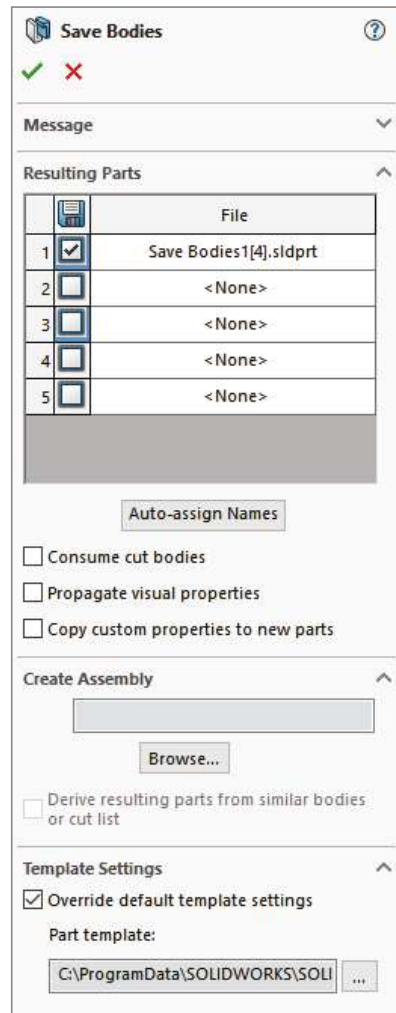 Save Bodies
Message
Resulting Parts
File
1 Save Bodies1[4].sldprt
2 <None>
3 <None>
4 <None>
5 <None>
Auto-assign Names
Consume cut bodies
Propagate visual properties
Copy custom properties to new parts
Create Assembly
Browse...
Derive resulting parts from similar bodies
or cut list
Template Settings
Override default template settings
Part template:
C:\ProgramData\SOLIDWORKS\SOLI ...